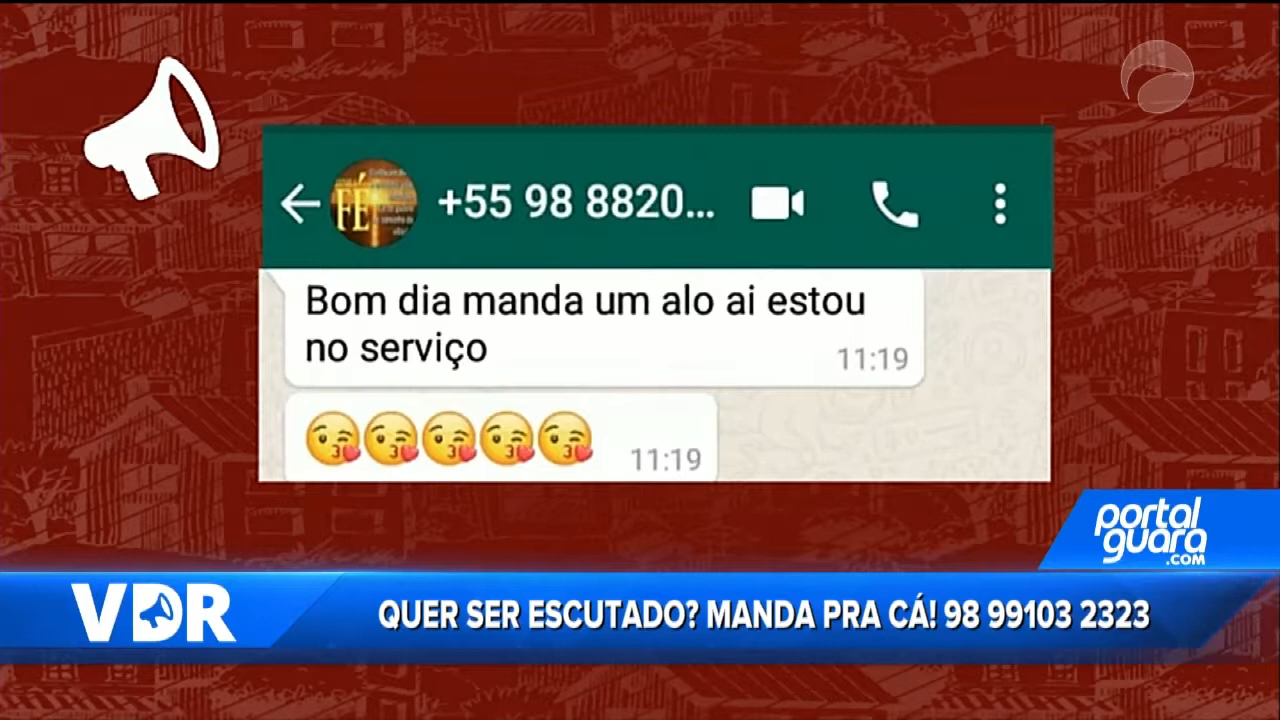 FÉ
+55 98 8820...
Bom dia manda um alo ai estou
no serviço
11:19
😘😘😘😘😘
11:19
portal
guara
.COM
VDR
QUER SER ESCUTADO? MANDA PRA CÁ! 98 99103 2323